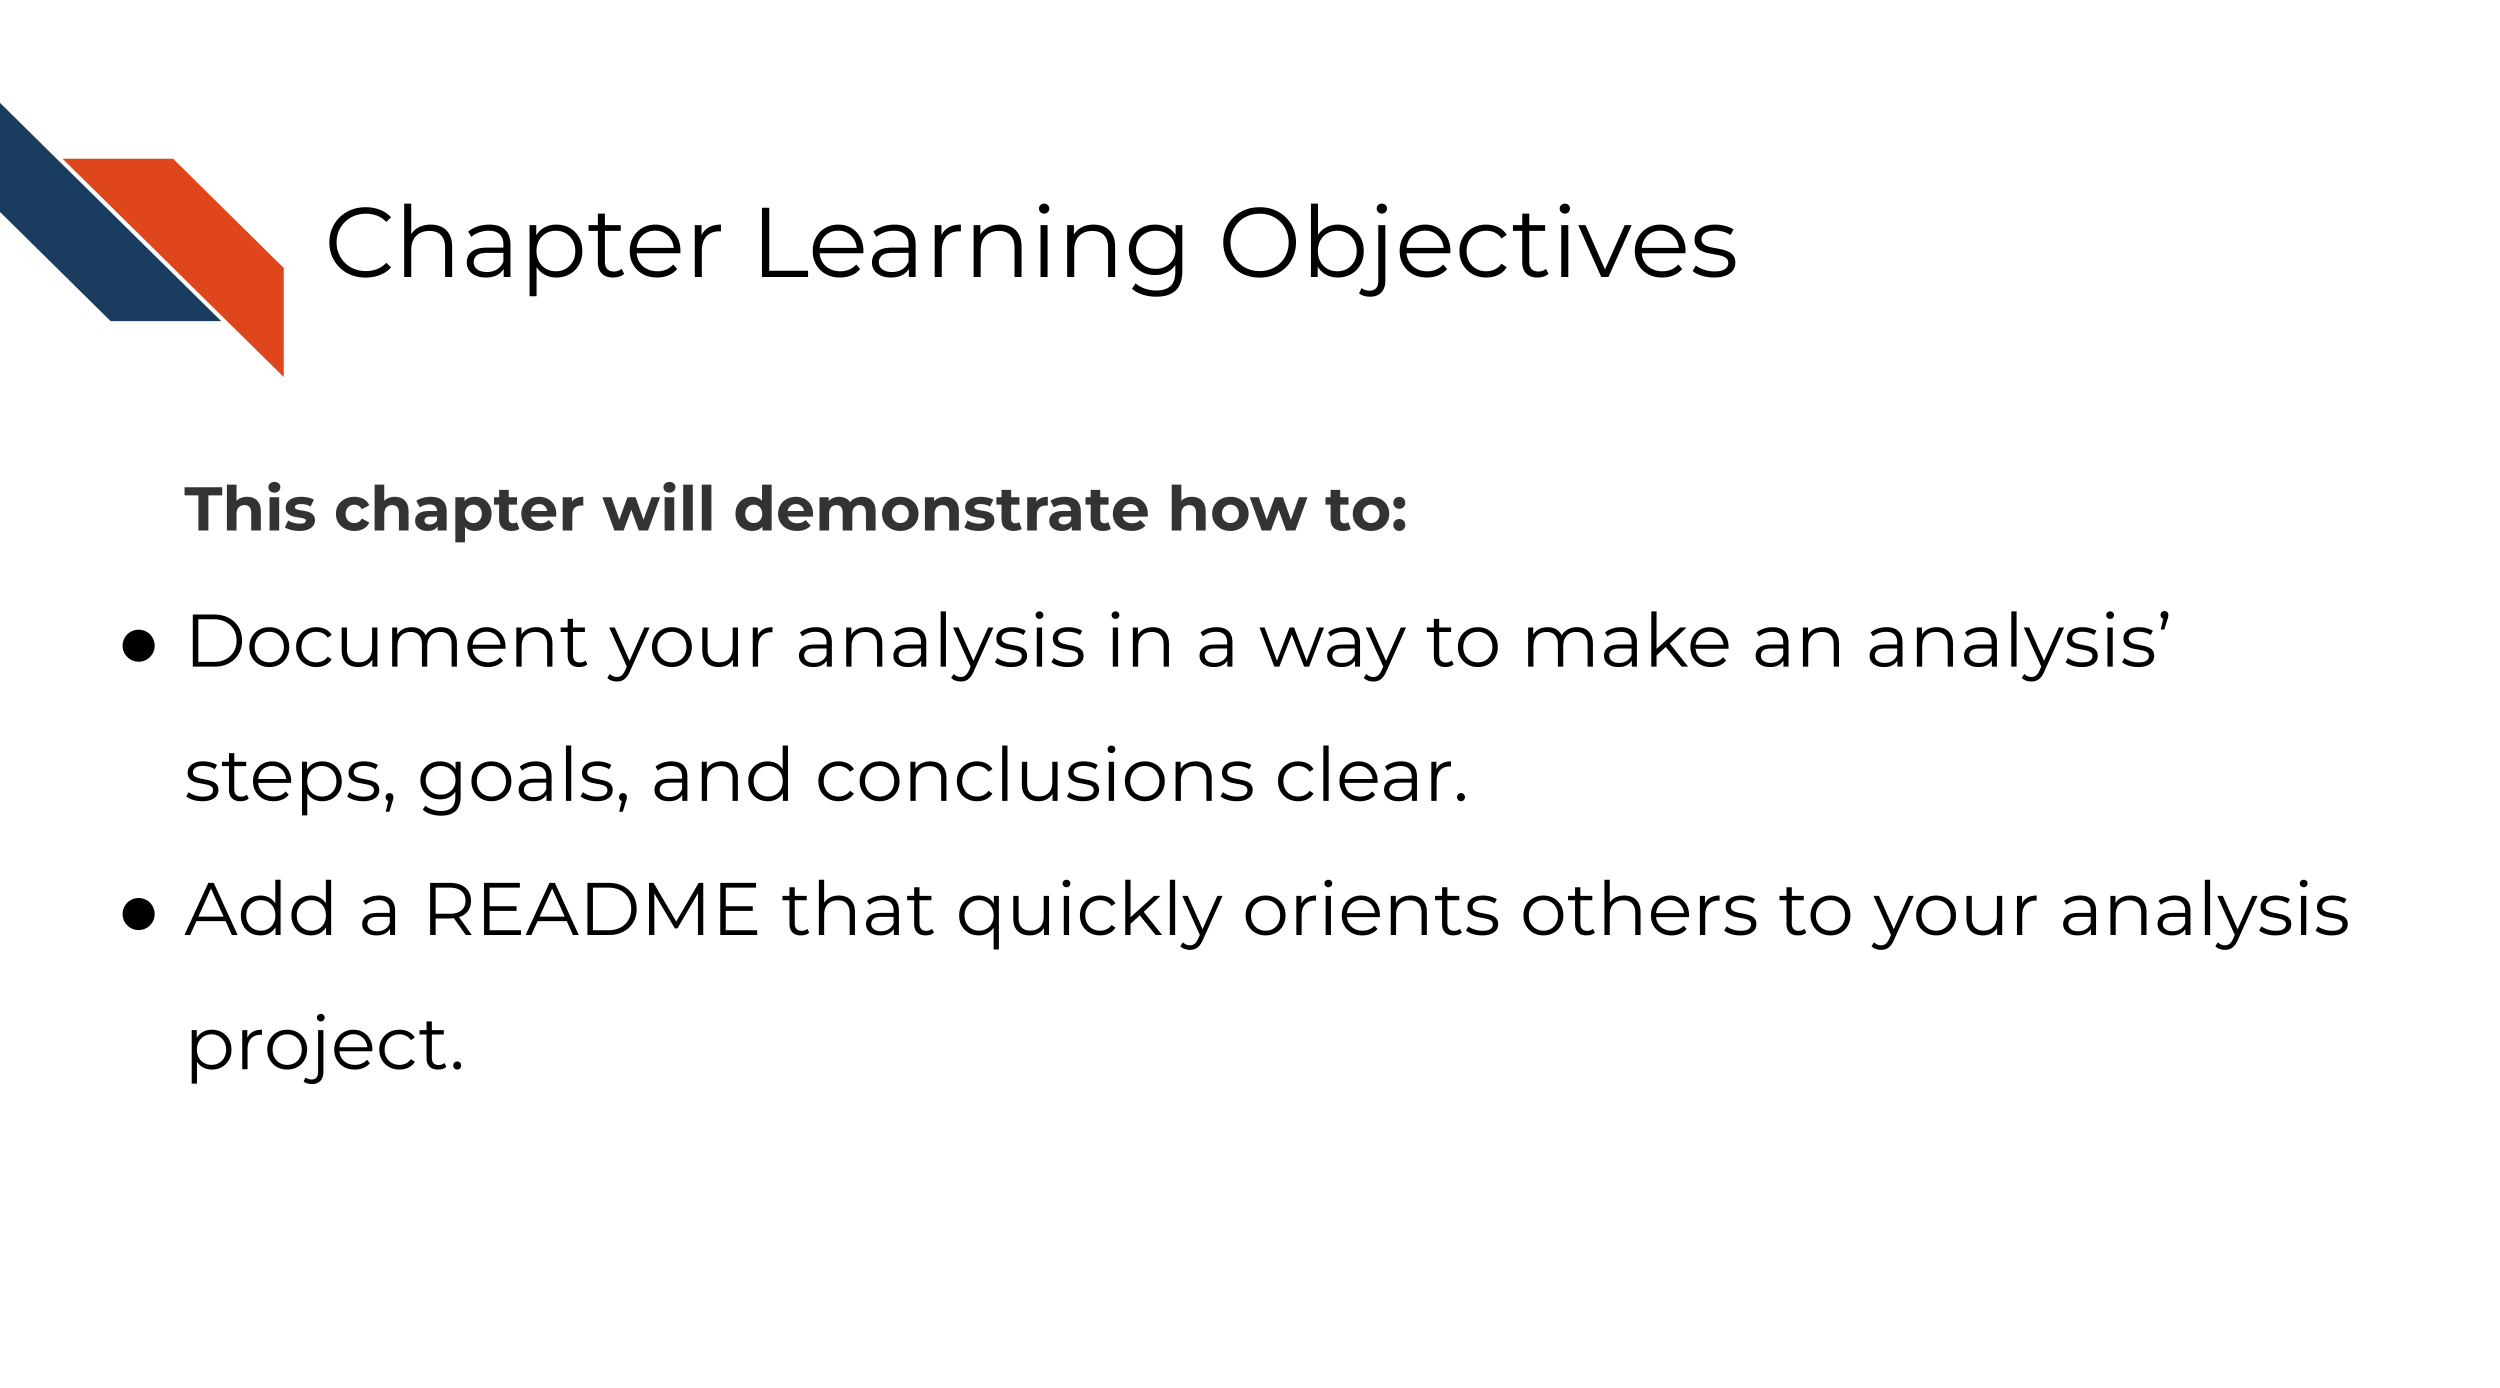 Chapter Learning Objectives
This chapter will demonstrate how to:
● Document your analysis in a way to make an analysis’
steps, goals, and conclusions clear.
● Add a README that quickly orients others to your analysis
project.